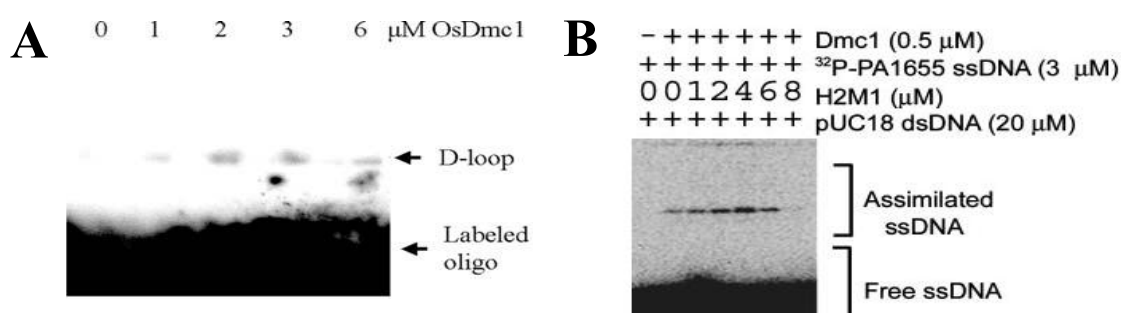 A
0 1 2 3 6 μM OsDmc1
D-loop
Labeled
oligo
B
- + + + + + + Dmc1 (0.5 μM)
+ + + + + + + ³²P-PA1655 ssDNA (3 μM)
0 0 1 2 4 6 8 H2M1 (μM)
+ + + + + + + pUC18 dsDNA (20 μM)
Assimilated
ssDNA
Free ssDNA